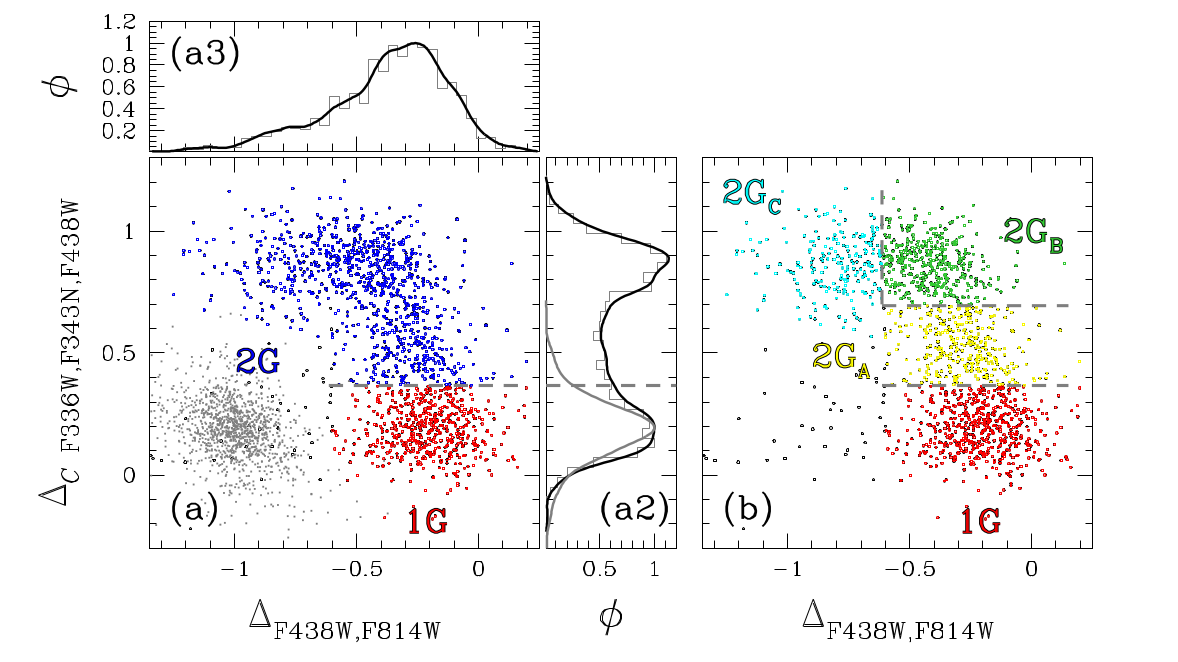 1.2
1
0.8
0.6
0.4
0.2
ϕ
(a3)
1
0.5
0
Δ_C F336W,F343N,F438W
2G
1G
(a)
−1 −0.5 0
Δ_F438W,F814W
(a2)
0.5 1
ϕ
2G_C
2G_B
2G_A
1G
(b)
−1 −0.5 0
Δ_F438W,F814W